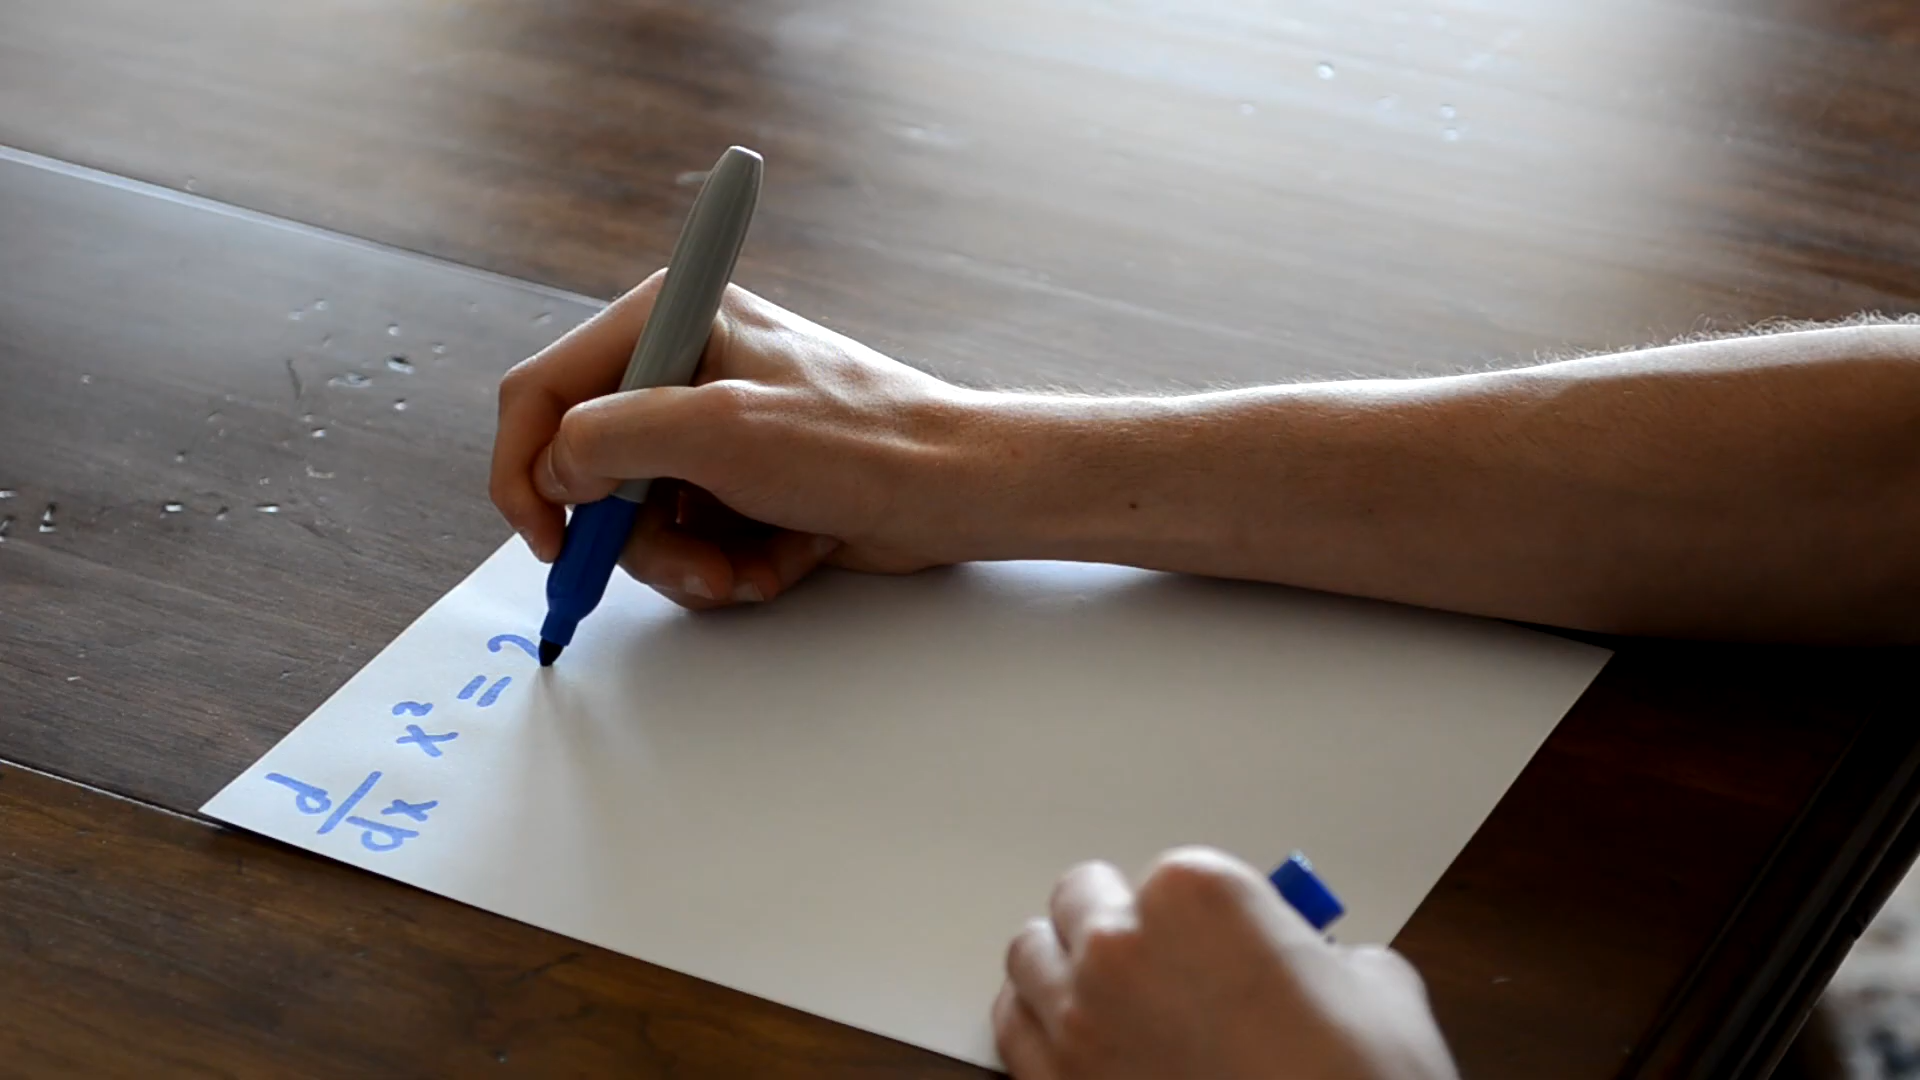 d/dx x² = 2